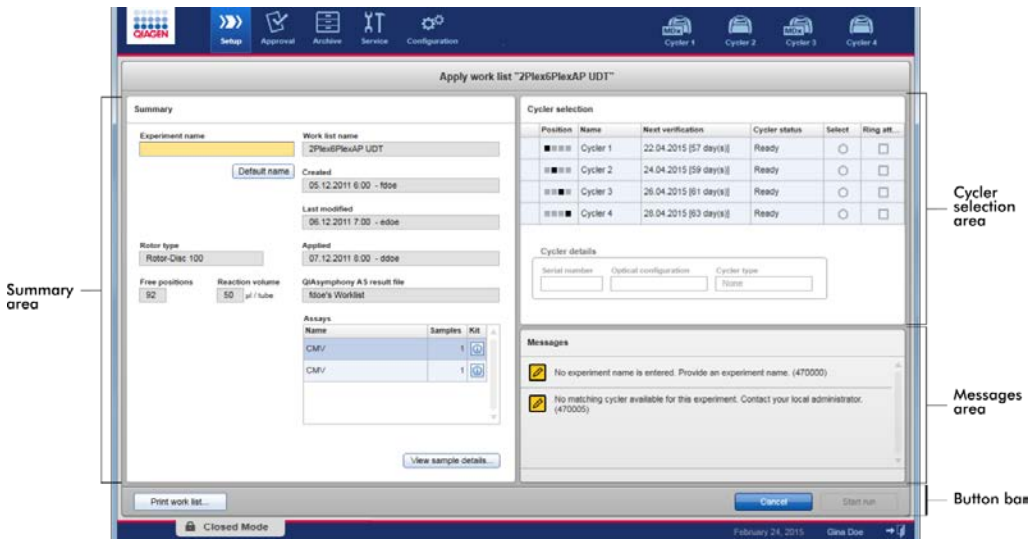 QIAGEN
Setup
Approval
Archive
Service
Configuration
MDx
Cycler 1
Cycler 2
MDx
Cycler 3
Cycler 4
Apply work list "2Plex6PlexAP UDT"
Summary
Experiment name
Default name
Rotor type
Rotor-Disc 100
Free positions
92
Reaction volume
50 µl / tube
Work list name
2Plex6PlexAP UDT
Created
05.12.2011 6:00 - fdoe
Last modified
06.12.2011 7:00 - edoe
Applied
07.12.2011 8:00 - ddoe
QIAsymphony AS result file
fdoe's Worklist
Assays
Name Samples Kit
CMV 1
CMV 1
View sample details...
Cycler selection
Position Name Next verification Cycler status Select Ring att...
Cycler 1 22.04.2015 [57 day(s)] Ready
Cycler 2 24.04.2015 [59 day(s)] Ready
Cycler 3 26.04.2015 [61 day(s)] Ready
Cycler 4 28.04.2015 [63 day(s)] Ready
Cycler details
Serial number Optical configuration Cycler type
None
Messages
No experiment name is entered. Provide an experiment name. (470000)
No matching cycler available for this experiment. Contact your local administrator.
(470005)
Print work list...
Cancel
Start run
Closed Mode
February 24, 2015
Gina Doe
Summary
area
Cycler
selection
area
Messages
area
Button bar